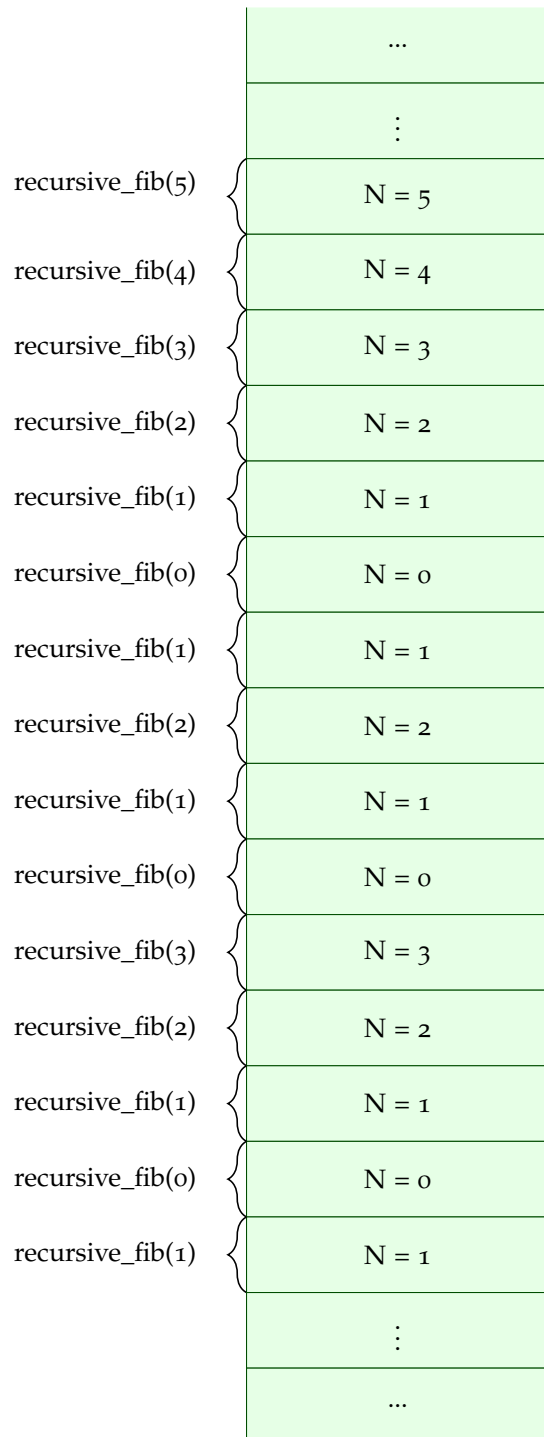 ...
⋮
recursive_fib(5) N = 5
recursive_fib(4) N = 4
recursive_fib(3) N = 3
recursive_fib(2) N = 2
recursive_fib(1) N = 1
recursive_fib(0) N = 0
recursive_fib(1) N = 1
recursive_fib(2) N = 2
recursive_fib(1) N = 1
recursive_fib(0) N = 0
recursive_fib(3) N = 3
recursive_fib(2) N = 2
recursive_fib(1) N = 1
recursive_fib(0) N = 0
recursive_fib(1) N = 1
⋮
...